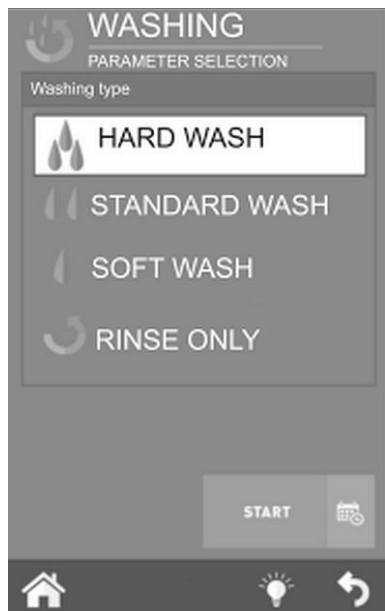 WASHING
PARAMETER SELECTION
Washing type
HARD WASH
STANDARD WASH
SOFT WASH
RINSE ONLY
START